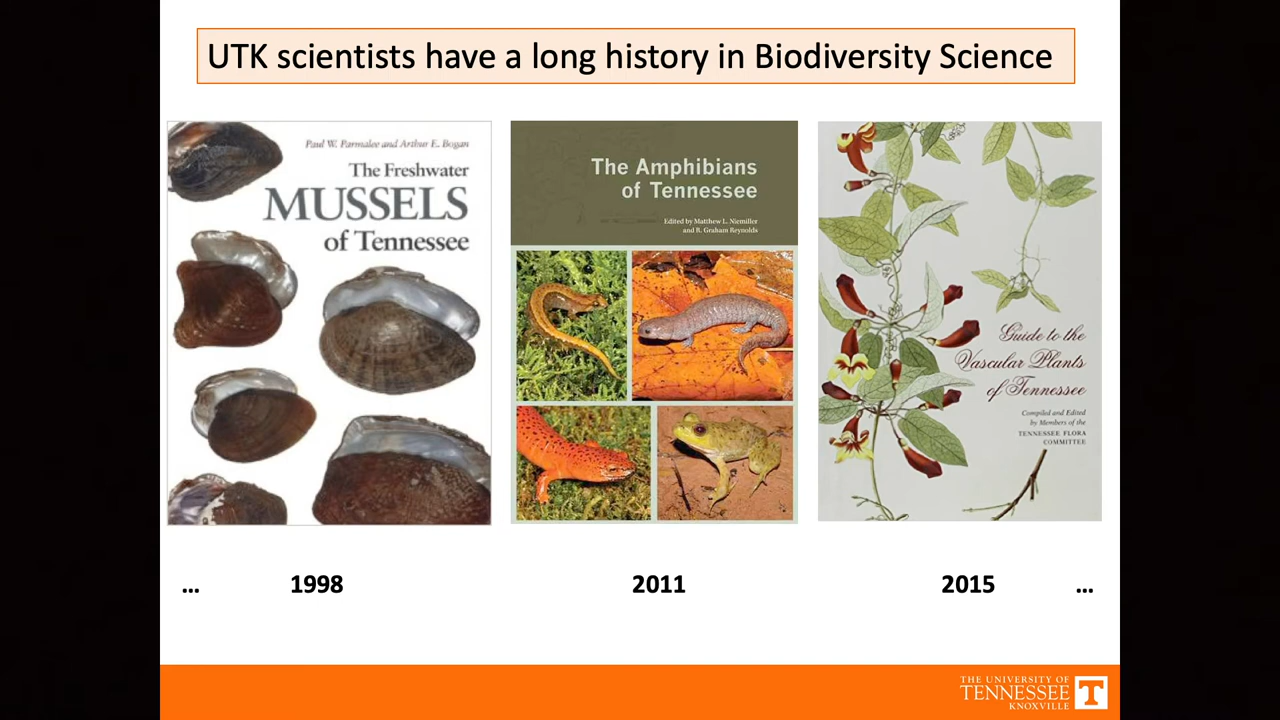 UTK scientists have a long history in Biodiversity Science
Paul W. Parmalee and Arthur E. Bogan
The Freshwater
MUSSELS
of Tennessee
The Amphibians
of Tennessee
Edited by Matthew L. Niemiller
and R. Graham Reynolds
Guide to the
Vascular Plants
of Tennessee
Compiled and Edited
by Members of the
TENNESSEE FLORA
COMMITTEE
... 1998 2011 2015 ...
THE UNIVERSITY OF
TENNESSEE
KNOXVILLE
T